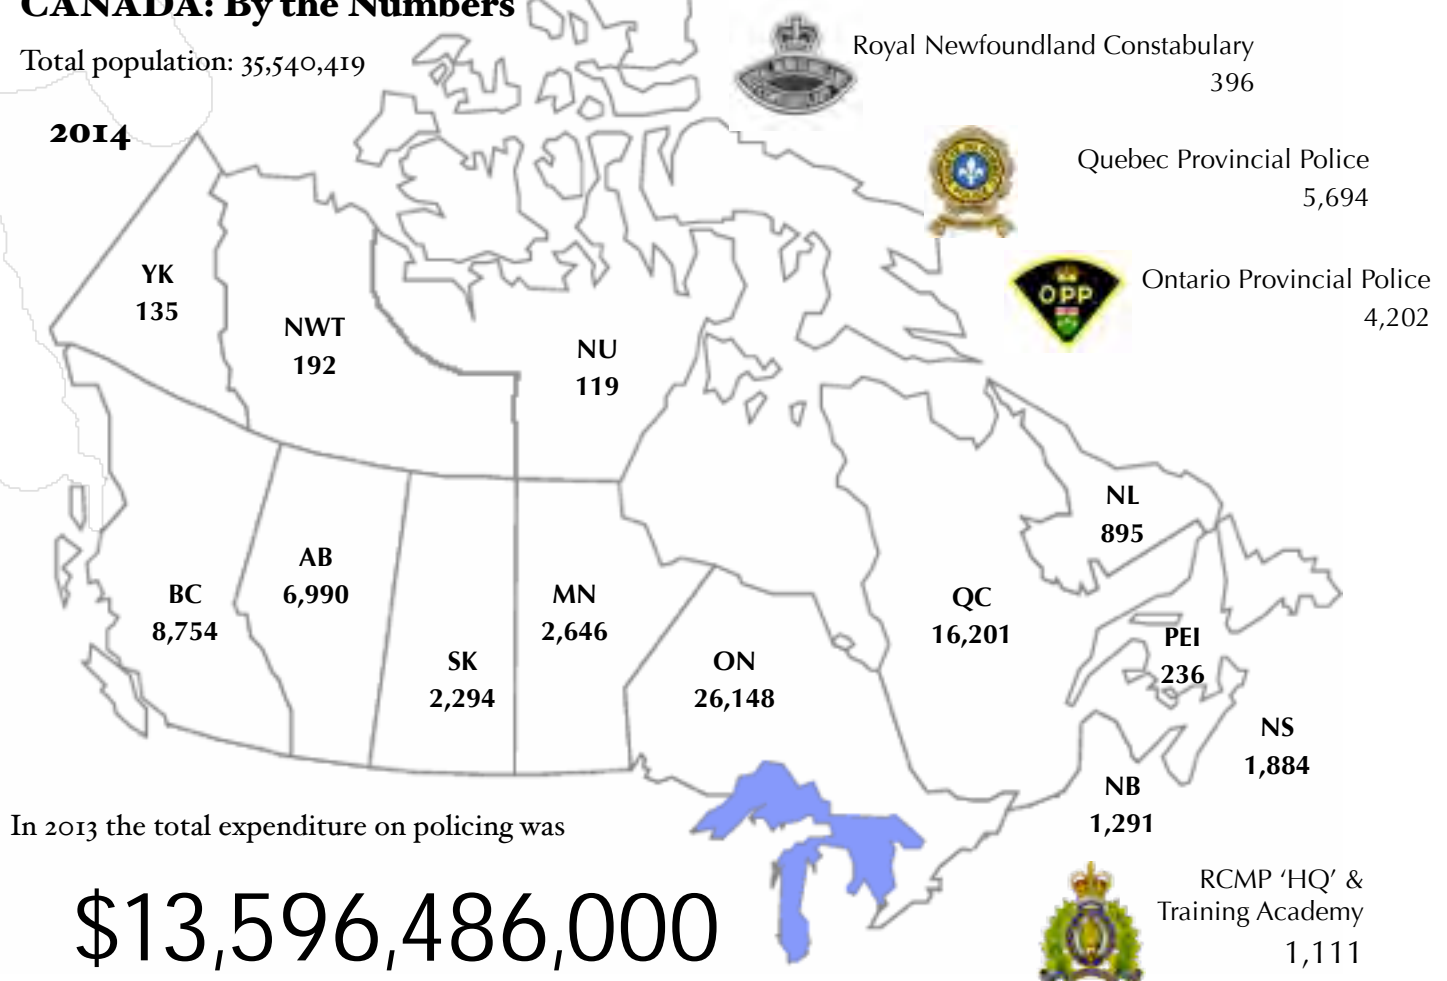 CANADA: By the Numbers
Total population: 35,540,419
2014
Royal Newfoundland Constabulary
396
Quebec Provincial Police
5,694
OPP
Ontario Provincial Police
4,202
YK
135
NWT
192
NU
119
NL
895
BC
8,754
AB
6,990
SK
2,294
MN
2,646
ON
26,148
QC
16,201
PEI
236
NS
1,884
NB
1,291
In 2013 the total expenditure on policing was
$13,596,486,000
RCMP ‘HQ’ &
Training Academy
1,111